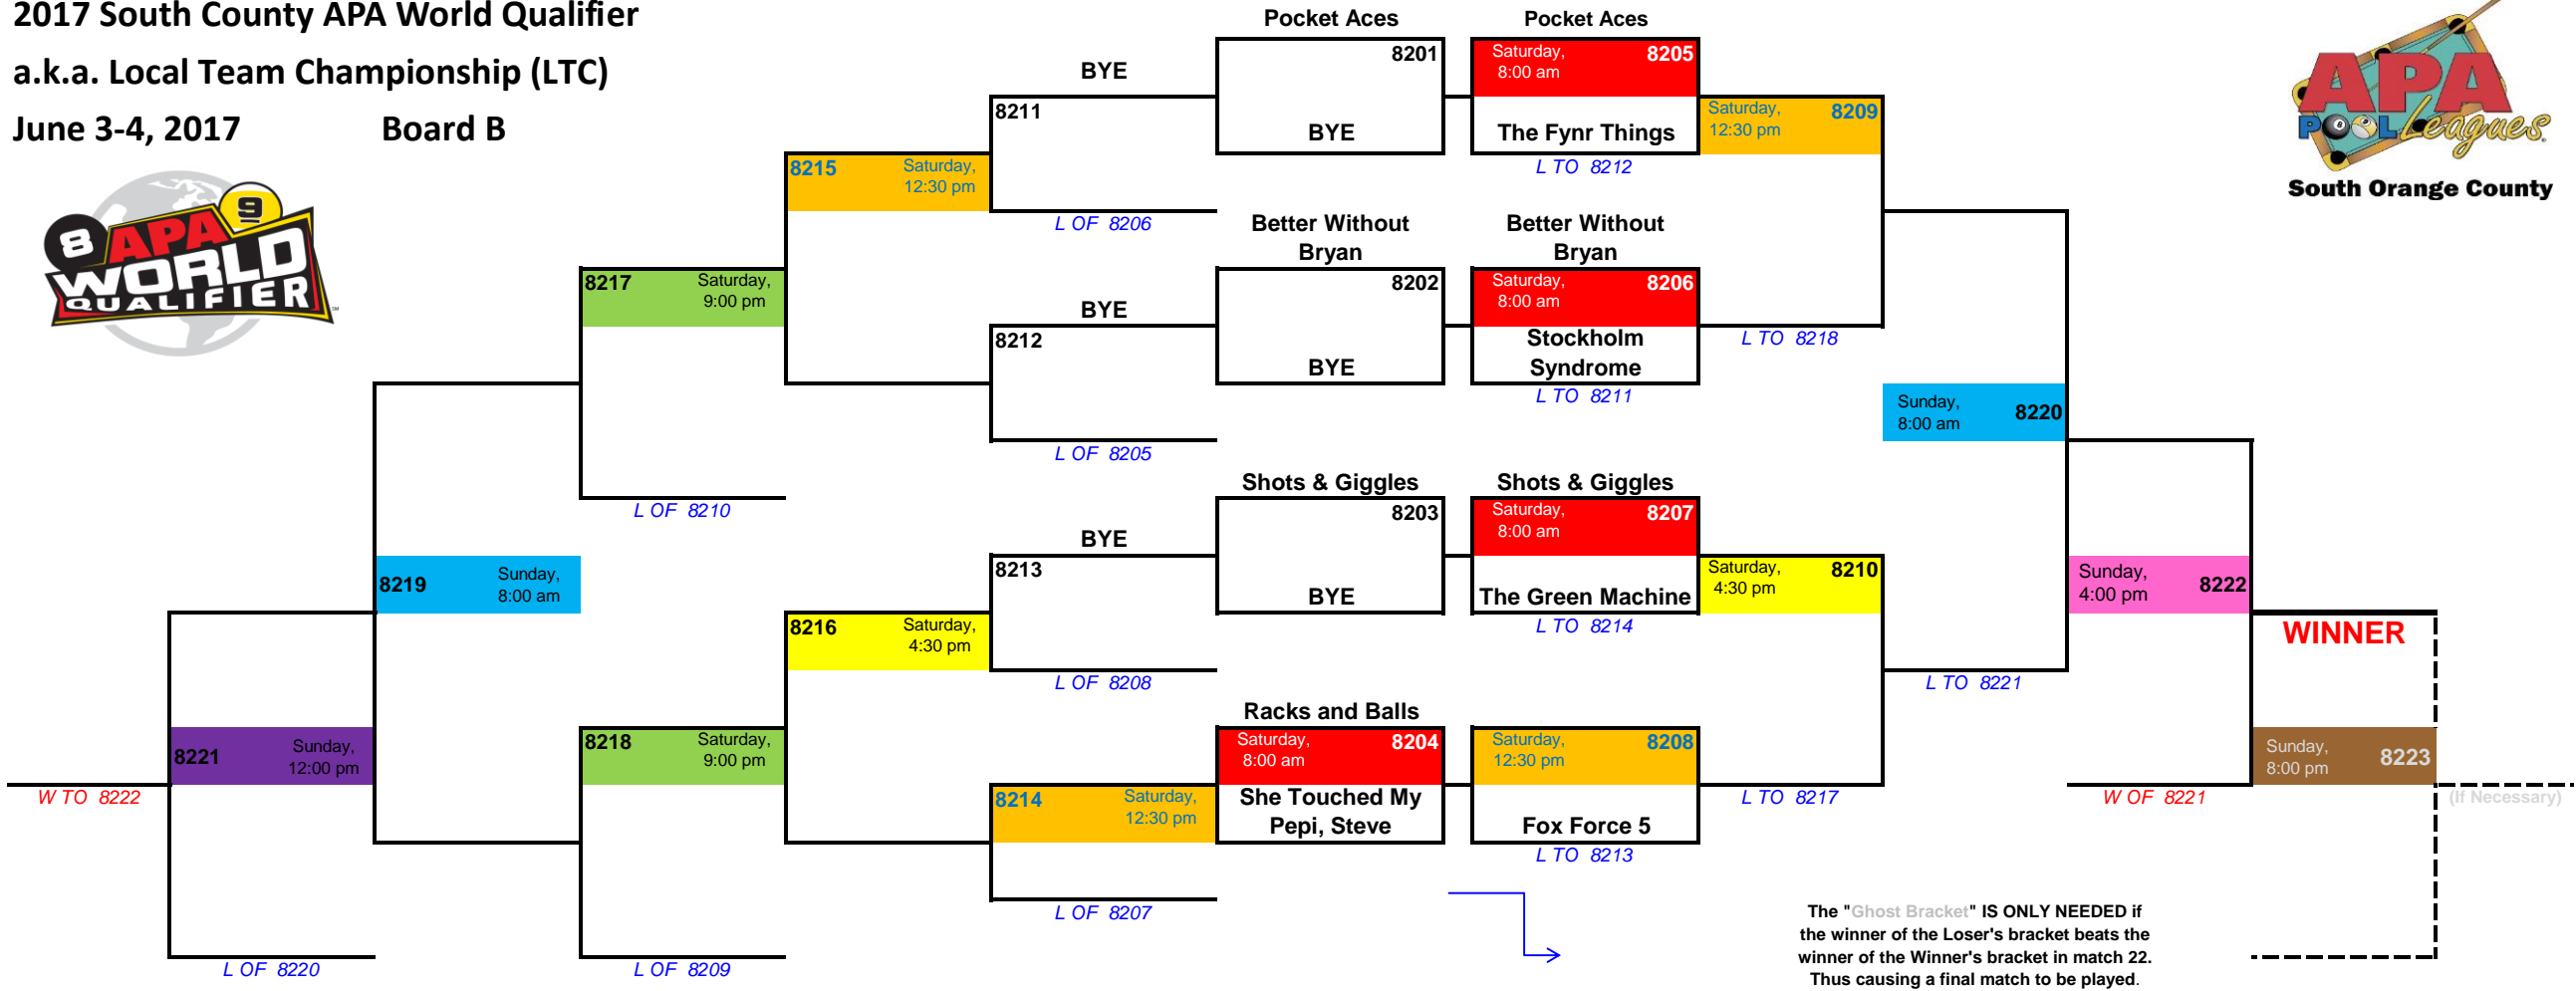 2017 South County APA World Qualifier
a.k.a. Local Team Championship (LTC)
June 3-4, 2017 Board B
8 APA 9
WORLD
QUALIFIER
APA
POOL Leagues
South Orange County
Pocket Aces
8201
BYE
Pocket Aces
Saturday, 8205
8:00 am
The Fynr Things
L TO 8212
BYE
8211
L OF 8206
Saturday, 8209
12:30 pm
L TO 8218
8215 Saturday,
12:30 pm
Better Without
Bryan
8202
BYE
Better Without
Bryan
Saturday, 8206
8:00 am
Stockholm
Syndrome
L TO 8211
8217 Saturday,
9:00 pm
L OF 8210
BYE
8212
L OF 8205
Sunday, 8220
8:00 am
L TO 8221
Shots & Giggles
8203
BYE
Shots & Giggles
Saturday, 8207
8:00 am
The Green Machine
L TO 8214
BYE
8213
L OF 8208
Saturday, 8210
4:30 pm
L TO 8217
8219 Sunday,
8:00 am
8216 Saturday,
4:30 pm
Sunday, 8222
4:00 pm
W OF 8221
WINNER
Racks and Balls
Saturday, 8204
8:00 am
She Touched My
Pepi, Steve
Saturday, 8208
12:30 pm
Fox Force 5
L TO 8213
8221 Sunday,
12:00 pm
W TO 8222
L OF 8220
8218 Saturday,
9:00 pm
L OF 8209
8214 Saturday,
12:30 pm
L OF 8207
Sunday, 8223
8:00 pm
(If Necessary)
The "Ghost Bracket" IS ONLY NEEDED if
the winner of the Loser's bracket beats the
winner of the Winner's bracket in match 22.
Thus causing a final match to be played.